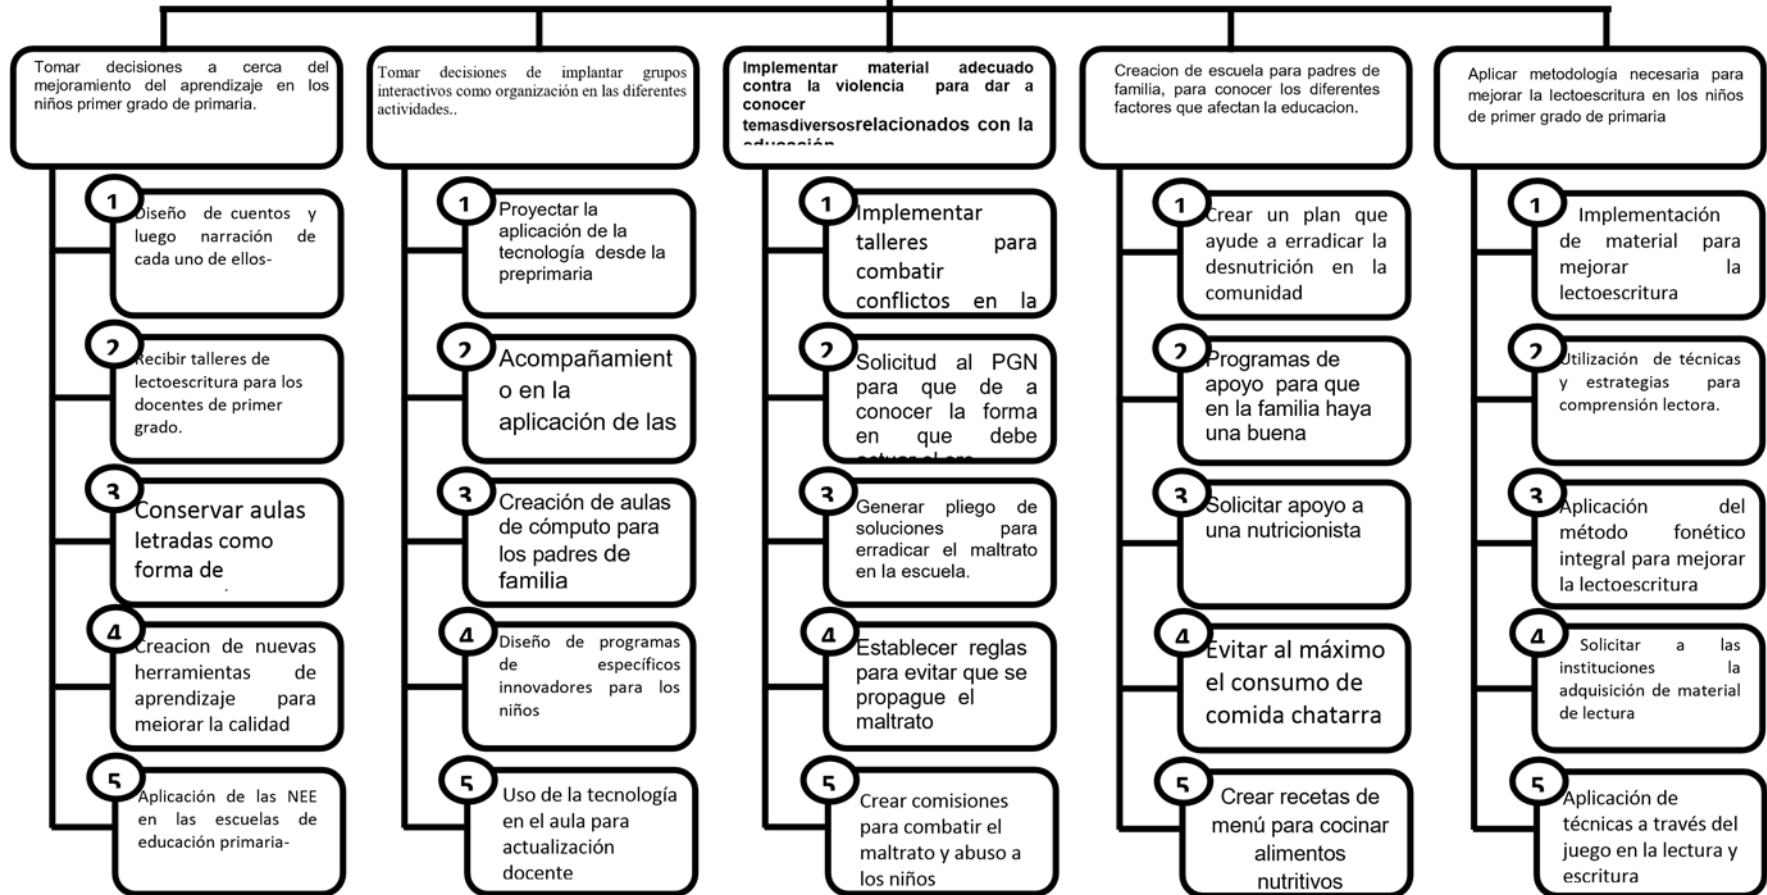 Tomar decisiones a cerca del
mejoramiento del aprendizaje en los
niños primer grado de primaria.
Tomar decisiones de implantar grupos
interactivos como organización en las diferentes
actividades..
Implementar material adecuado
contra la violencia para dar a
conocer
temasdiversosrelacionados con la
educación
Creacion de escuela para padres de
familia, para conocer los diferentes
factores que afectan la educacion.
Aplicar metodología necesaria para
mejorar la lectoescritura en los niños
de primer grado de primaria
1
Diseño de cuentos y
luego narración de
cada uno de ellos-
2
Recibir talleres de
lectoescritura para los
docentes de primer
grado.
3
Conservar aulas
letradas como
forma de
4
Creacion de nuevas
herramientas de
aprendizaje para
mejorar la calidad
5
Aplicación de las NEE
en las escuelas de
educación primaria-
1
Proyectar la
aplicación de la
tecnología desde la
preprimaria
2
Acompañamient
o en la
aplicación de las
3
Creación de aulas
de cómputo para
los padres de
familia
4
Diseño de programas
de específicos
innovadores para los
niños
5
Uso de la tecnología
en el aula para
actualización
docente
1
Implementar
talleres para
combatir
conflictos en la
2
Solicitud al PGN
para que de a
conocer la forma
en que debe
actuar el
3
Generar pliego de
soluciones para
erradicar el maltrato
en la escuela.
4
Establecer reglas
para evitar que se
propague el
maltrato
5
Crear comisiones
para combatir el
maltrato y abuso a
los niños
1
Crear un plan que
ayude a erradicar la
desnutrición en la
comunidad
2
Programas de
apoyo para que
en la familia haya
una buena
3
Solicitar apoyo a
una nutricionista
4
Evitar al máximo
el consumo de
comida chatarra
5
Crear recetas de
menú para cocinar
alimentos
nutritivos
1
Implementación
de material para
mejorar la
lectoescritura
2
Utilización de técnicas
y estrategias para
comprensión lectora.
3
Aplicación del
método fonético
integral para mejorar
la lectoescritura
4
Solicitar a las
instituciones la
adquisición de material
de lectura
5
Aplicación de
técnicas a través del
juego en la lectura y
escritura